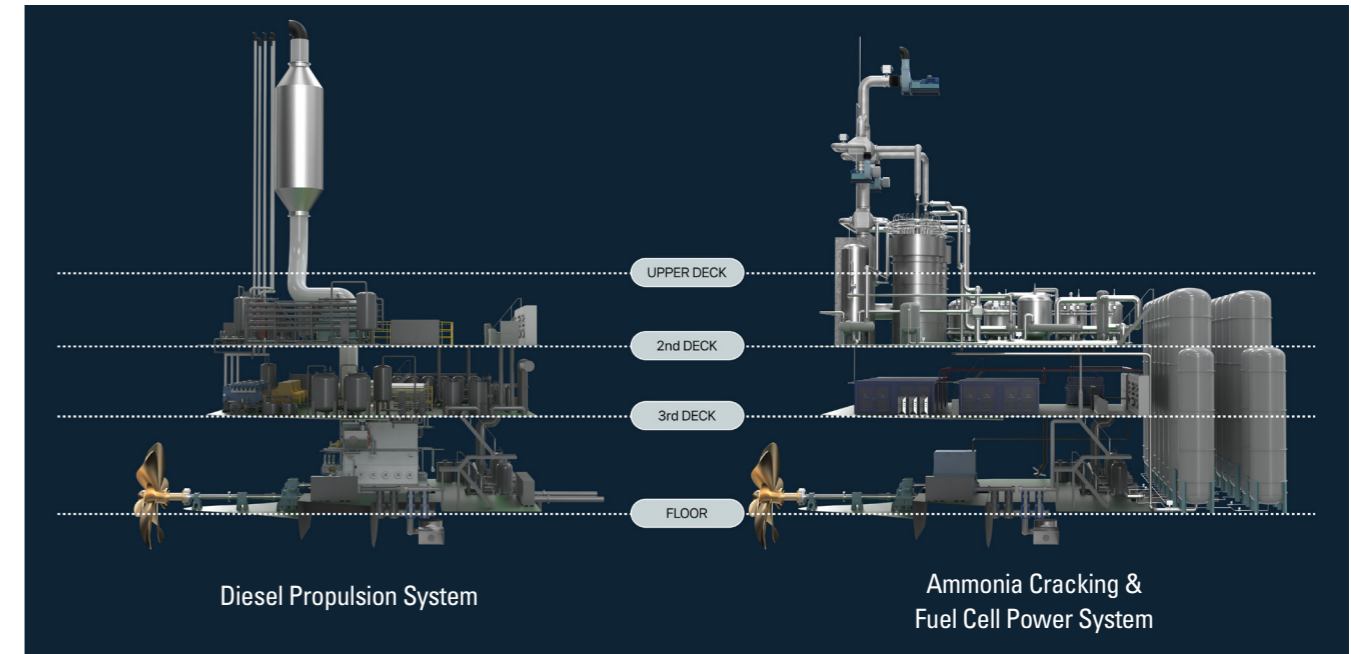 UPPER DECK
2nd DECK
3rd DECK
FLOOR
Diesel Propulsion System
Ammonia Cracking &
Fuel Cell Power System